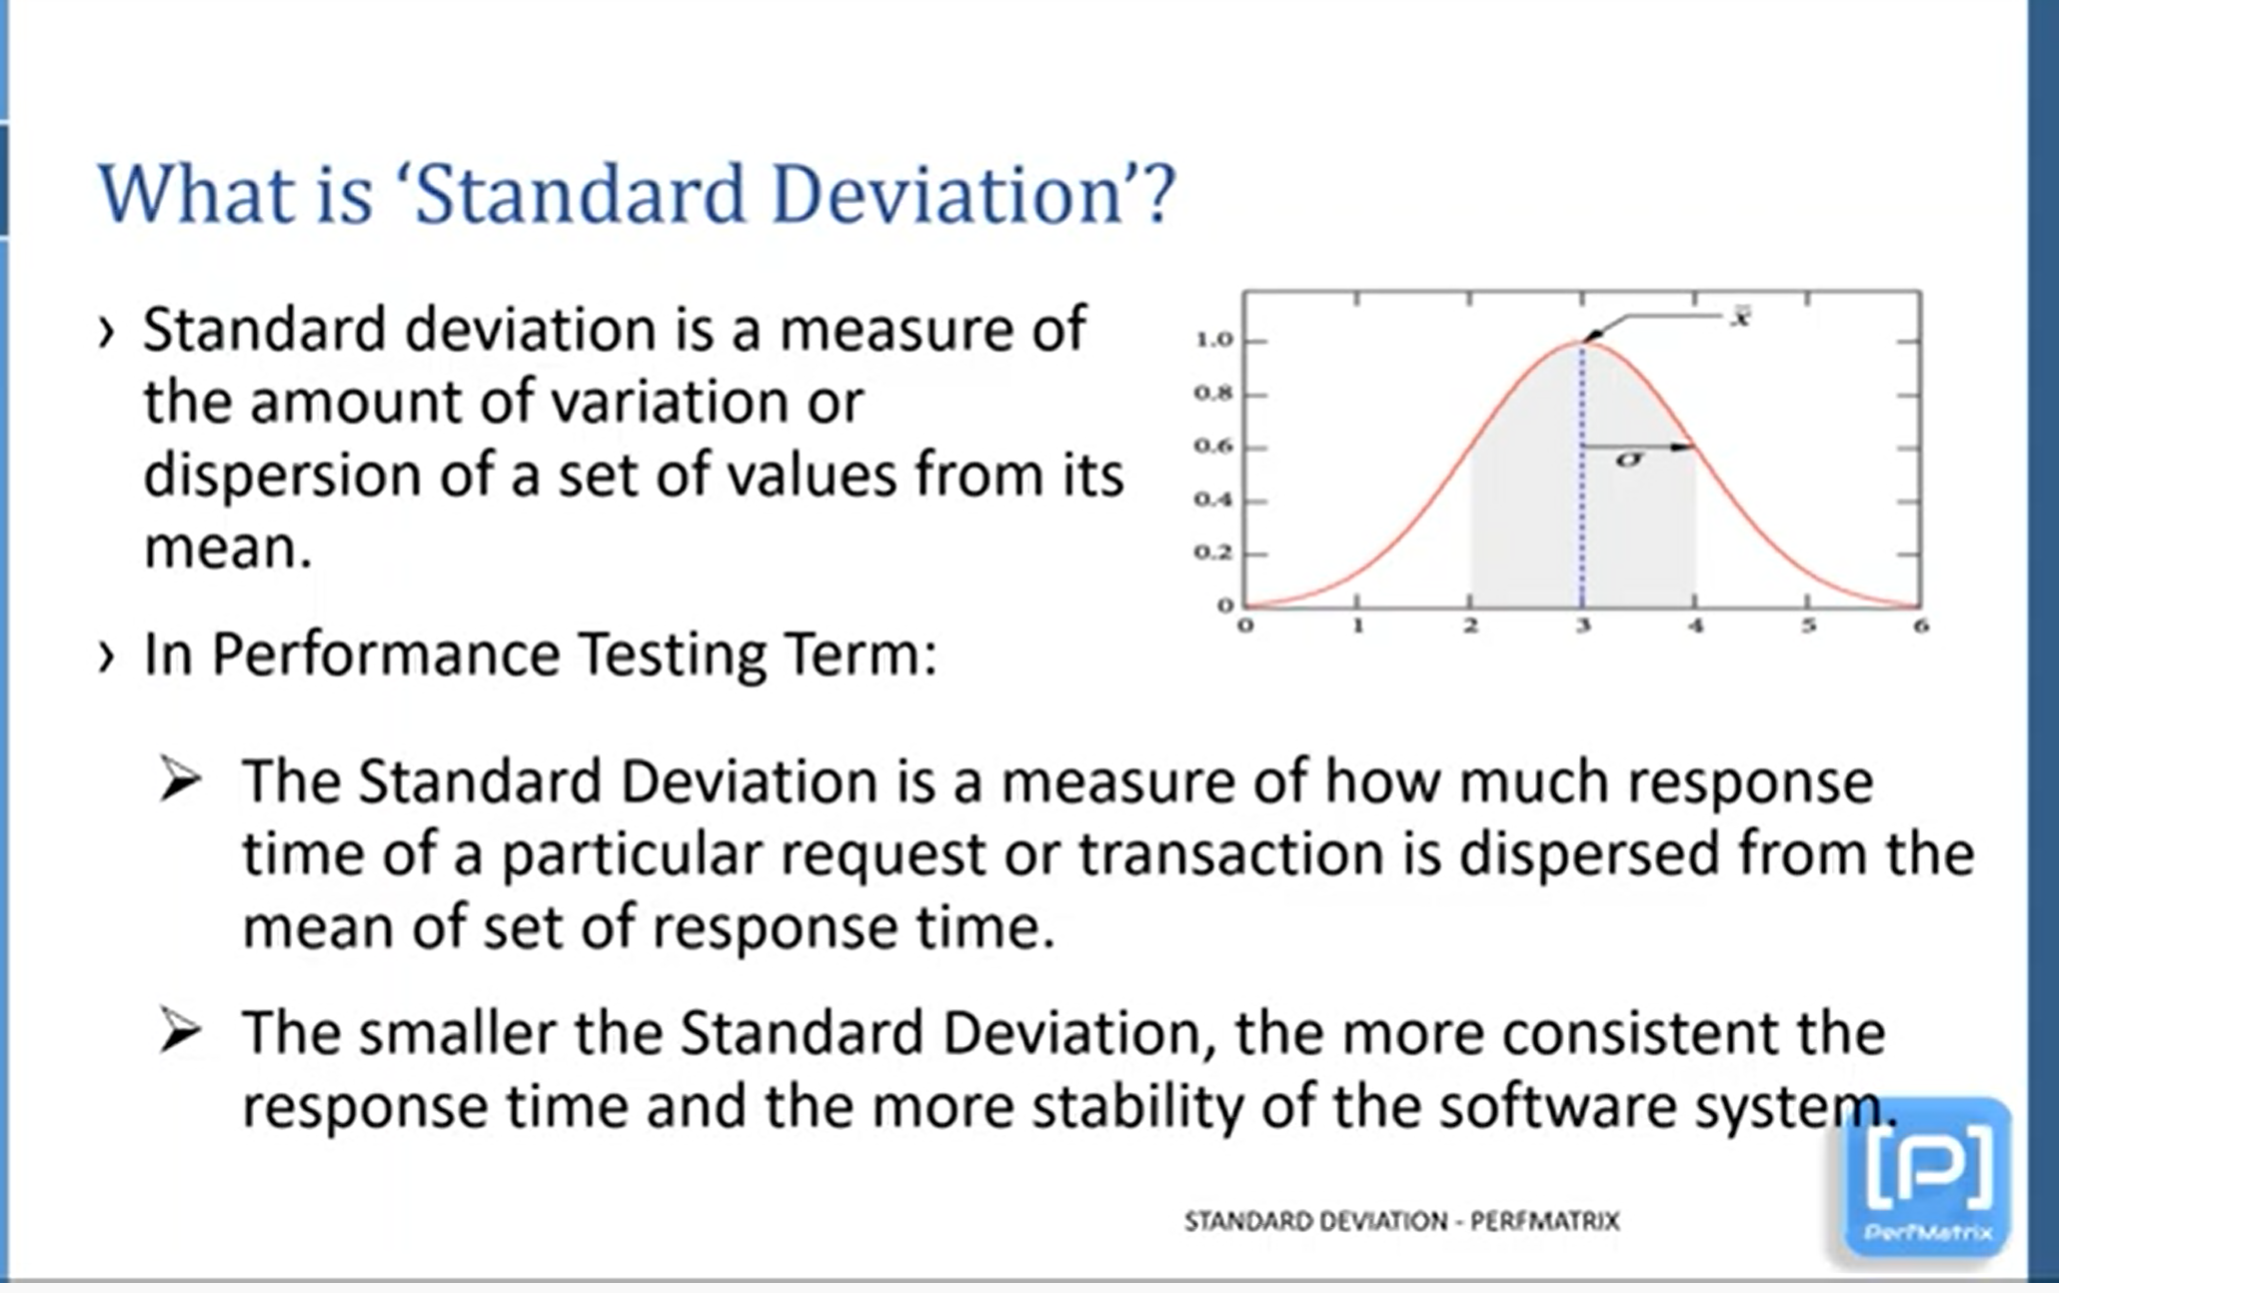 What is ‘Standard Deviation’?
› Standard deviation is a measure of
the amount of variation or
dispersion of a set of values from its
mean.
› In Performance Testing Term:
➢ The Standard Deviation is a measure of how much response
time of a particular request or transaction is dispersed from the
mean of set of response time.
➢ The smaller the Standard Deviation, the more consistent the
response time and the more stability of the software system.
x̄
1.0
0.8
0.6
σ
0.4
0.2
0
0 1 2 3 4 5 6
STANDARD DEVIATION - PERFMATRIX
[P]
PerfMatrix